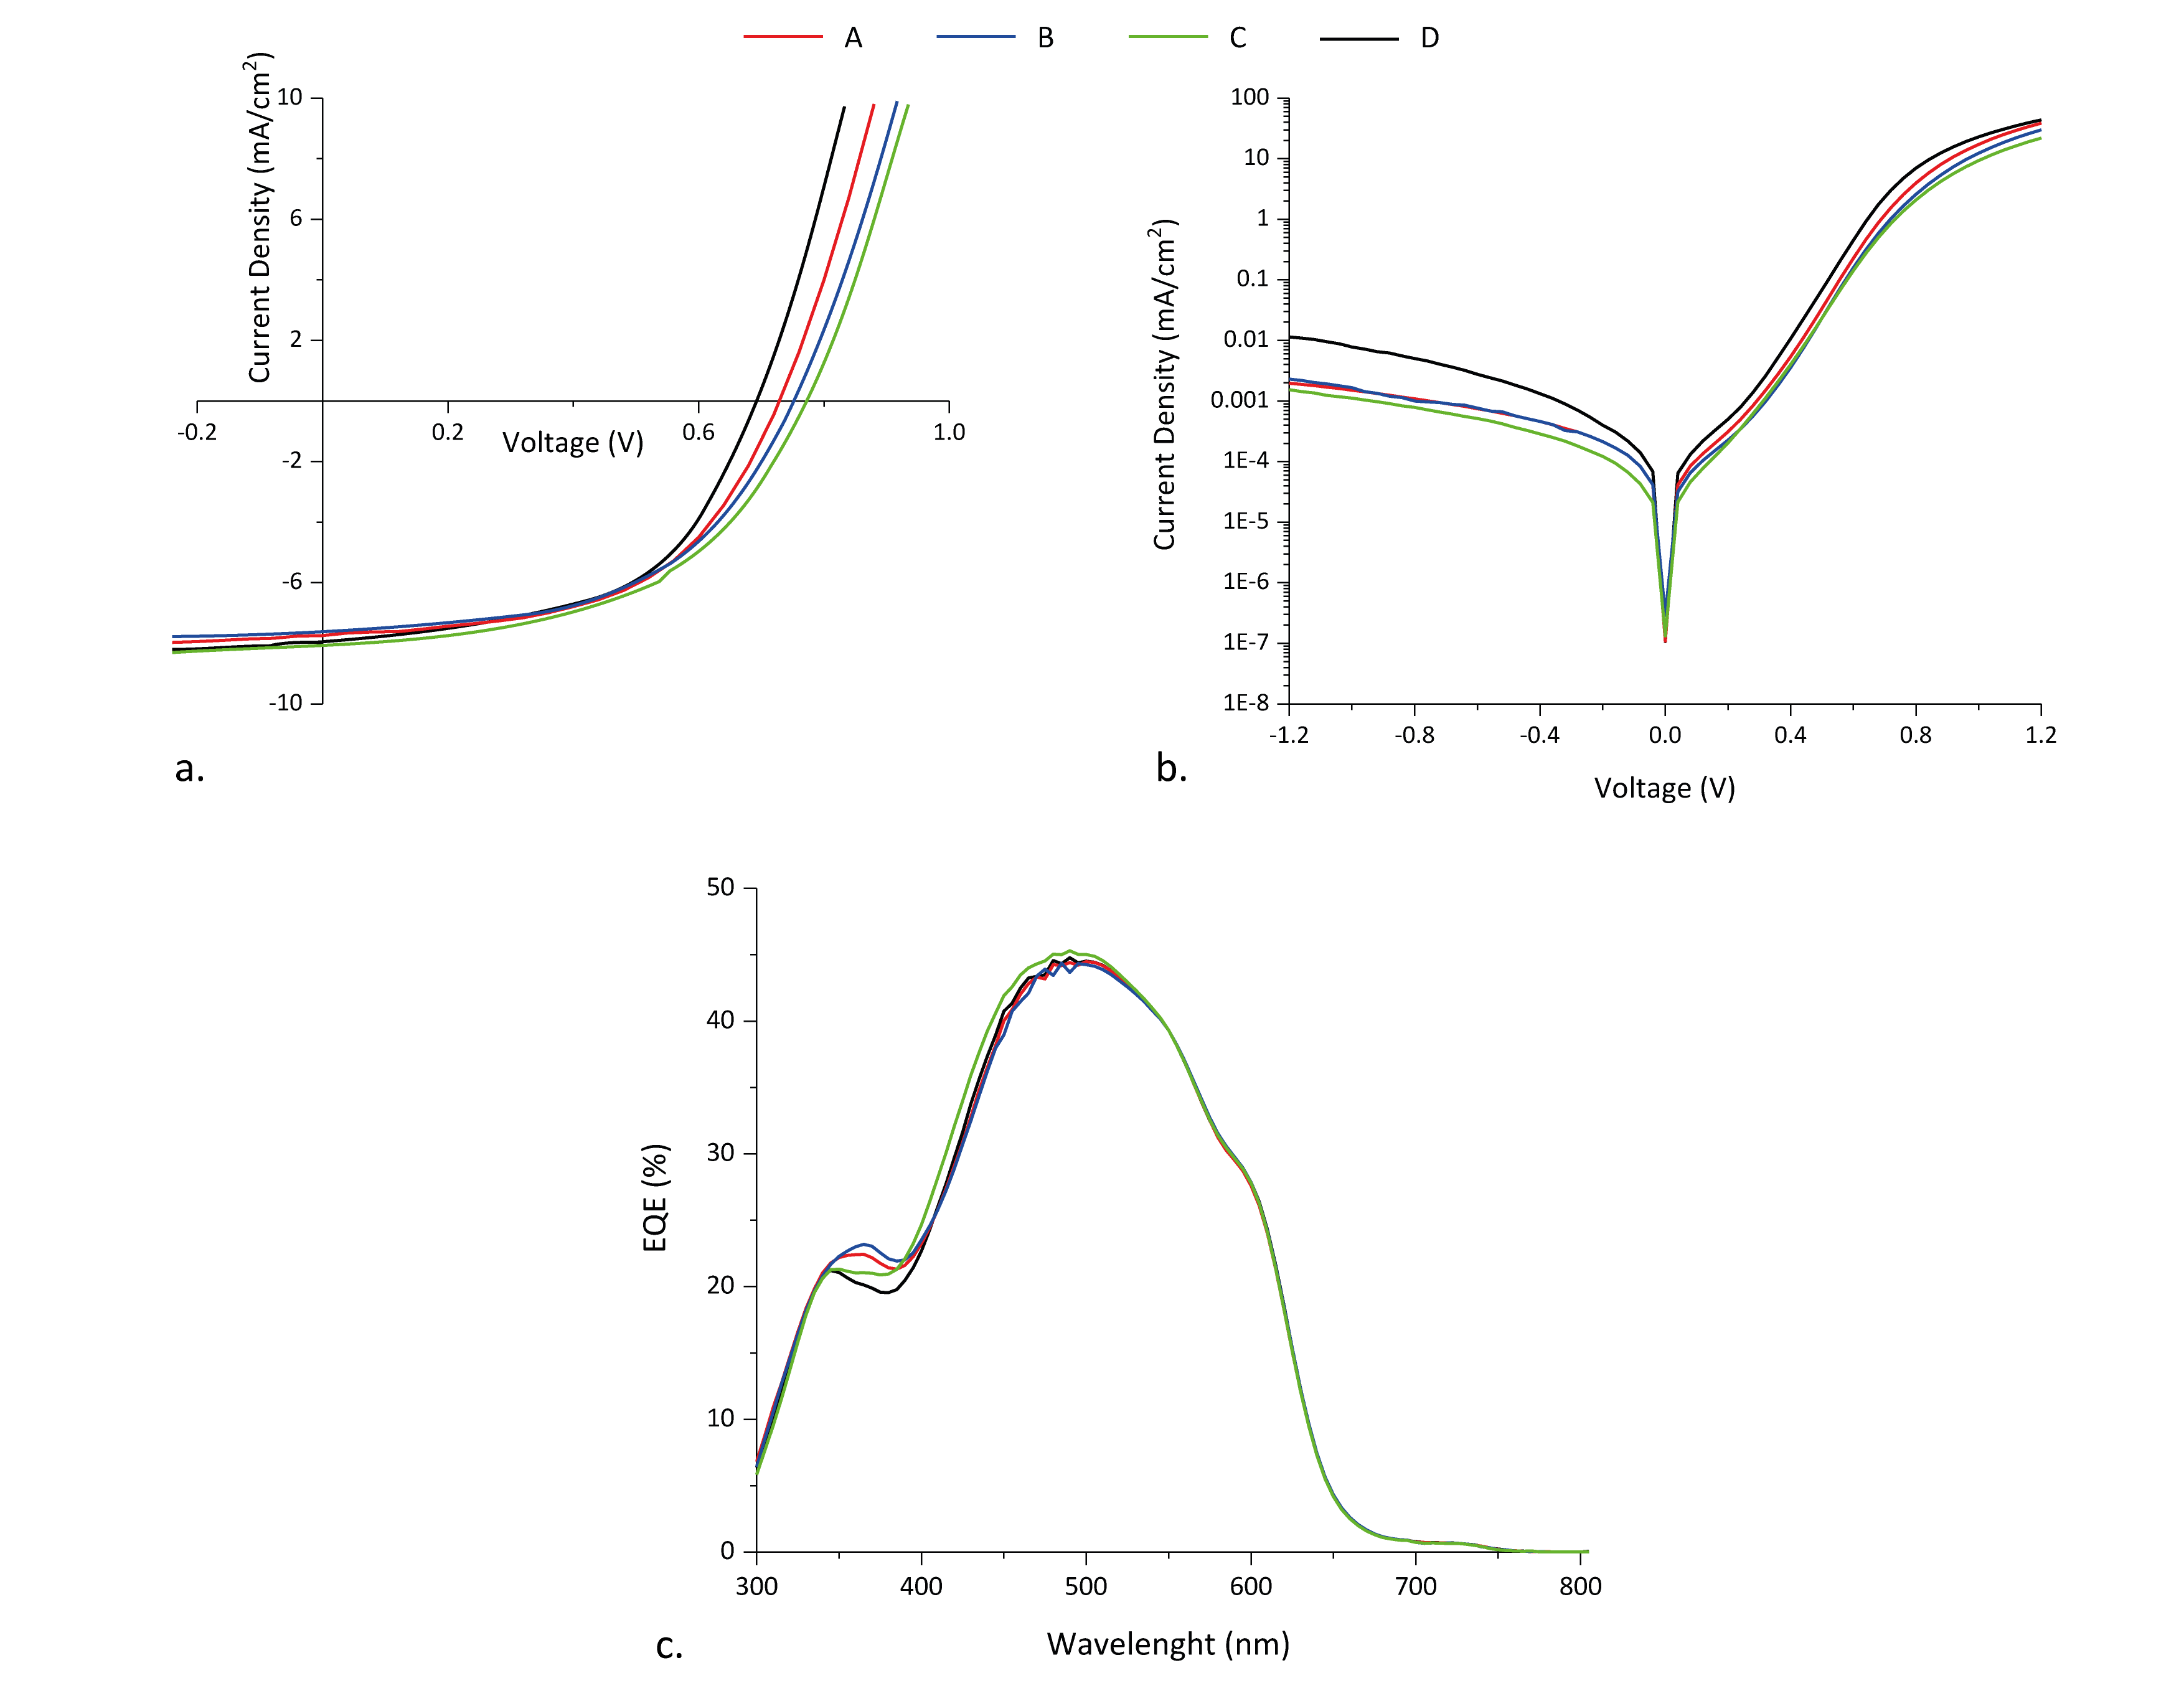 A B C D
Current Density (mA/cm²)
10
6
2
-2
-6
-10
-0.2 0.2 0.6 1.0
Voltage (V)
a.
Current Density (mA/cm²)
100
10
1
0.1
0.01
0.001
1E-4
1E-5
1E-6
1E-7
1E-8
-1.2 -0.8 -0.4 0.0 0.4 0.8 1.2
Voltage (V)
b.
EQE (%)
50
40
30
20
10
0
300 400 500 600 700 800
Wavelenght (nm)
c.